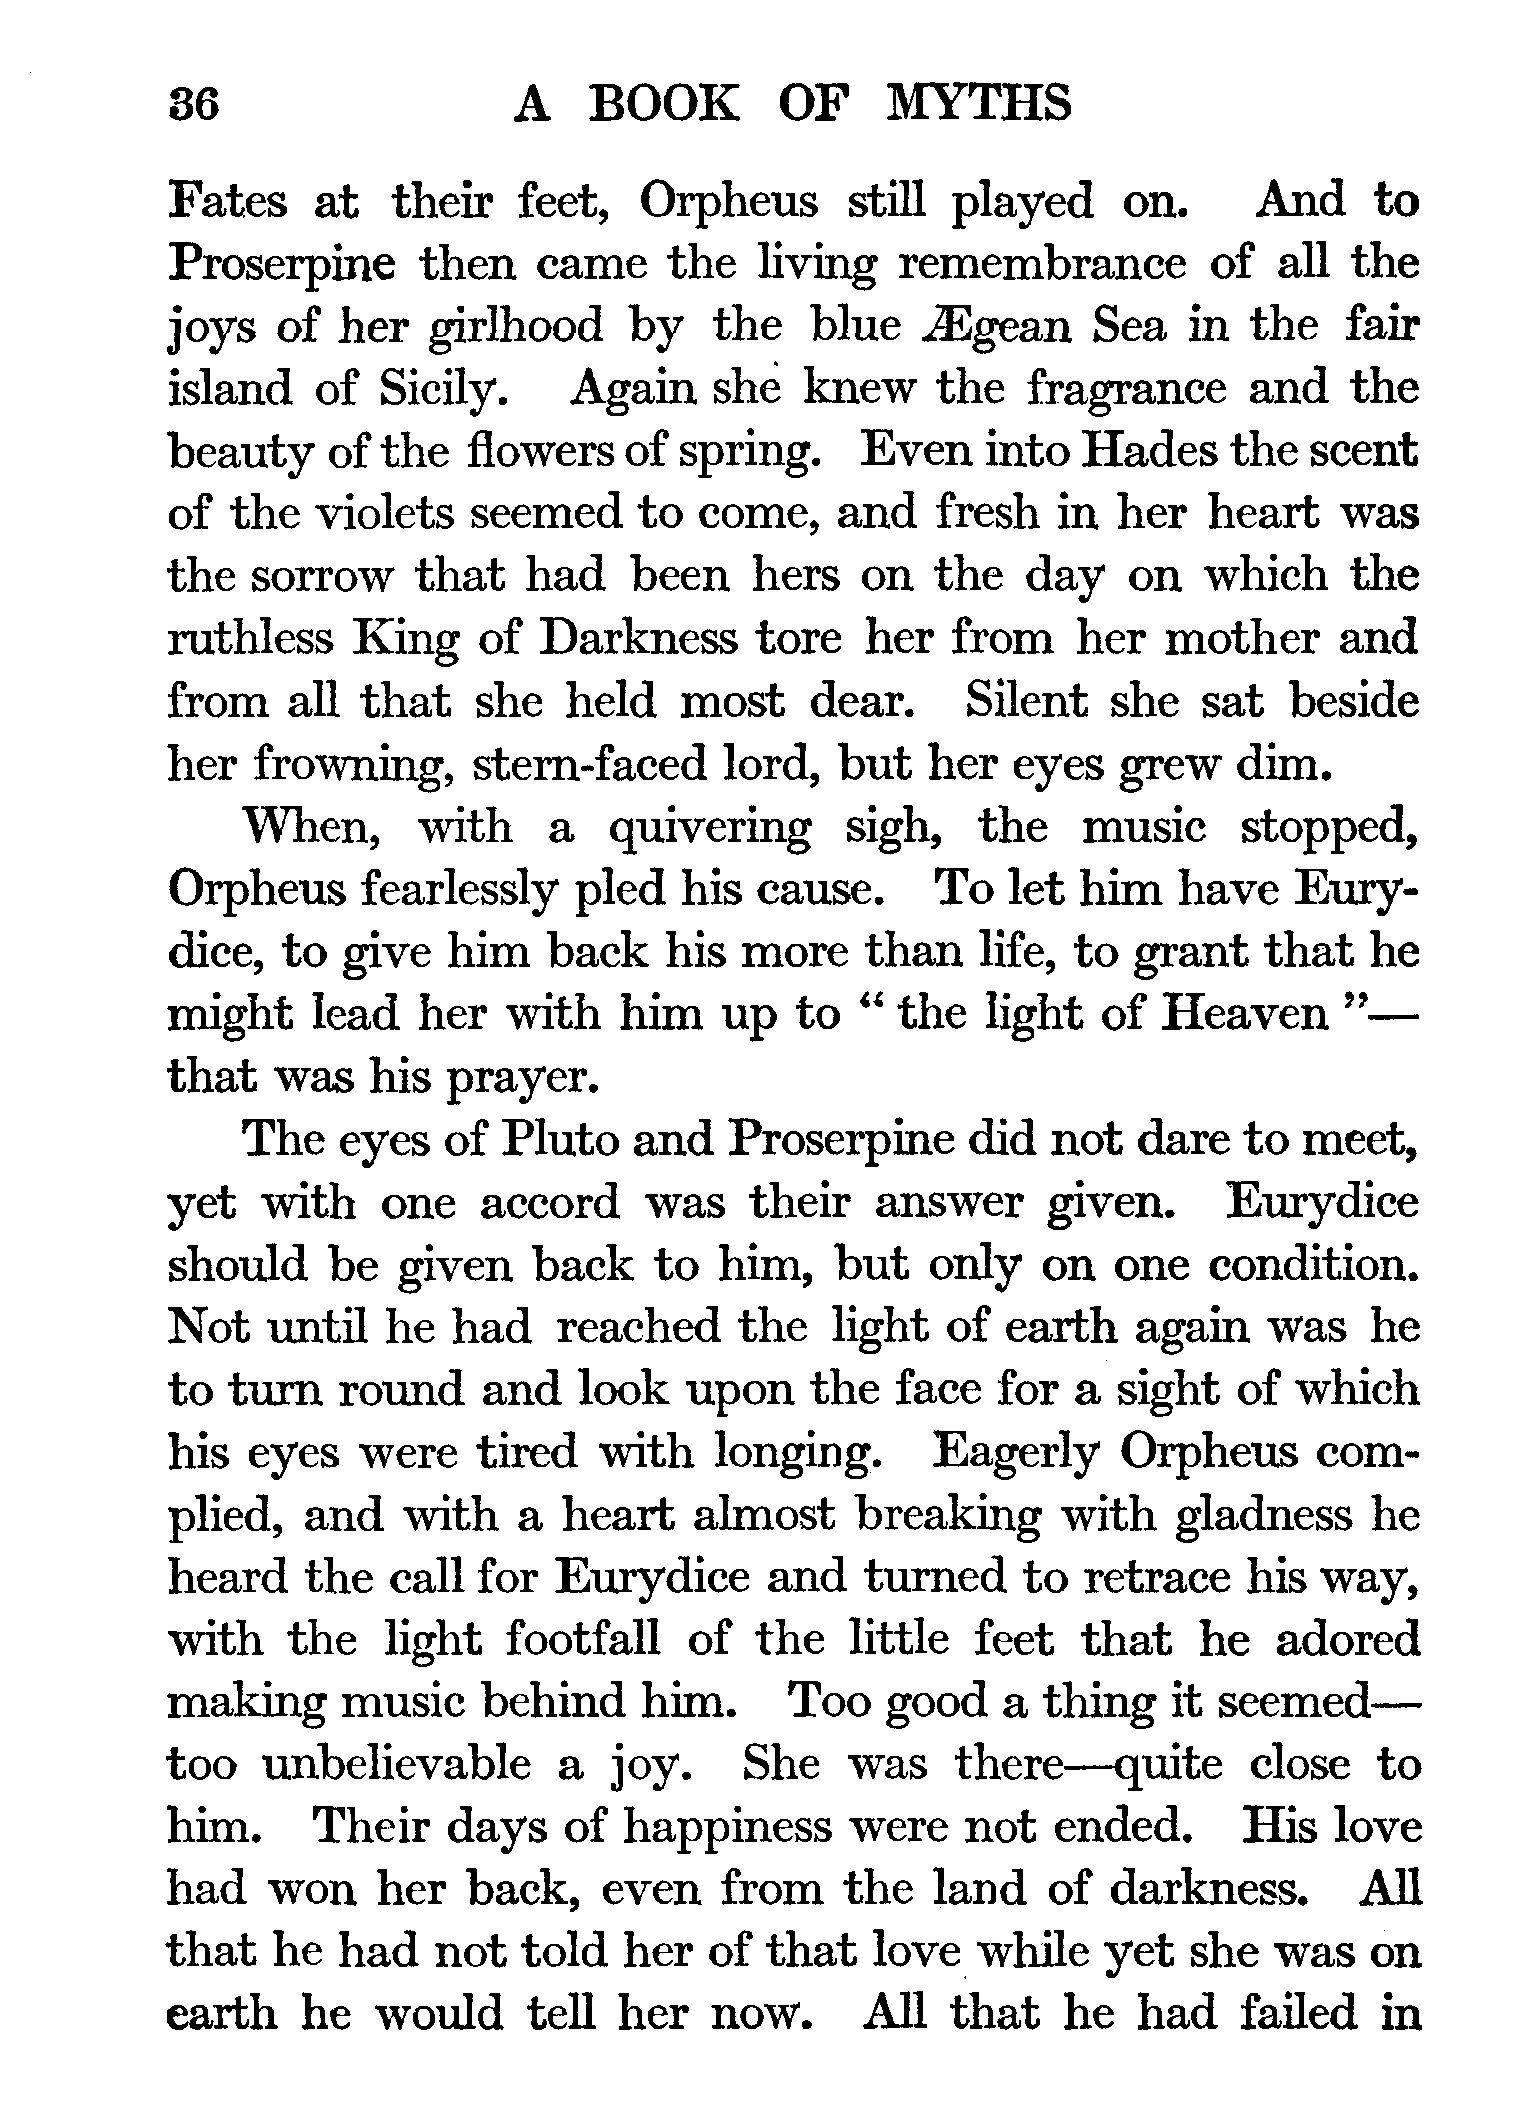 36 A BOOK OF MYTHS
Fates at their feet, Orpheus still played on. And to
Proserpine then came the living remembrance of all the
joys of her girlhood by the blue Ægean Sea in the fair
island of Sicily. Again she knew the fragrance and the
beauty of the flowers of spring. Even into Hades the scent
of the violets seemed to come, and fresh in her heart was
the sorrow that had been hers on the day on which the
ruthless King of Darkness tore her from her mother and
from all that she held most dear. Silent she sat beside
her frowning, stern-faced lord, but her eyes grew dim.
When, with a quivering sigh, the music stopped,
Orpheus fearlessly pled his cause. To let him have Eury-
dice, to give him back his more than life, to grant that he
might lead her with him up to “ the light of Heaven ”—
that was his prayer.
The eyes of Pluto and Proserpine did not dare to meet,
yet with one accord was their answer given. Eurydice
should be given back to him, but only on one condition.
Not until he had reached the light of earth again was he
to turn round and look upon the face for a sight of which
his eyes were tired with longing. Eagerly Orpheus com-
plied, and with a heart almost breaking with gladness he
heard the call for Eurydice and turned to retrace his way,
with the light footfall of the little feet that he adored
making music behind him. Too good a thing it seemed—
too unbelievable a joy. She was there—quite close to
him. Their days of happiness were not ended. His love
had won her back, even from the land of darkness. All
that he had not told her of that love while yet she was on
earth he would tell her now. All that he had failed in